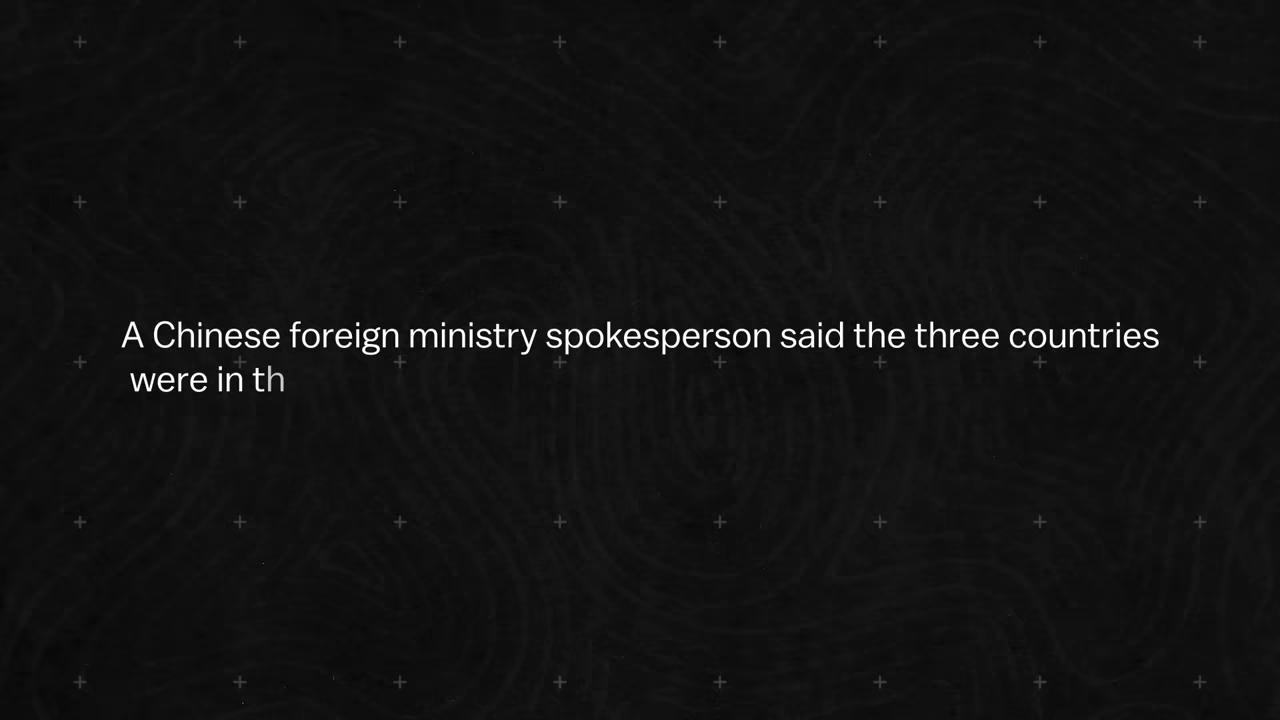 A Chinese foreign ministry spokesperson said the three countries
were in th